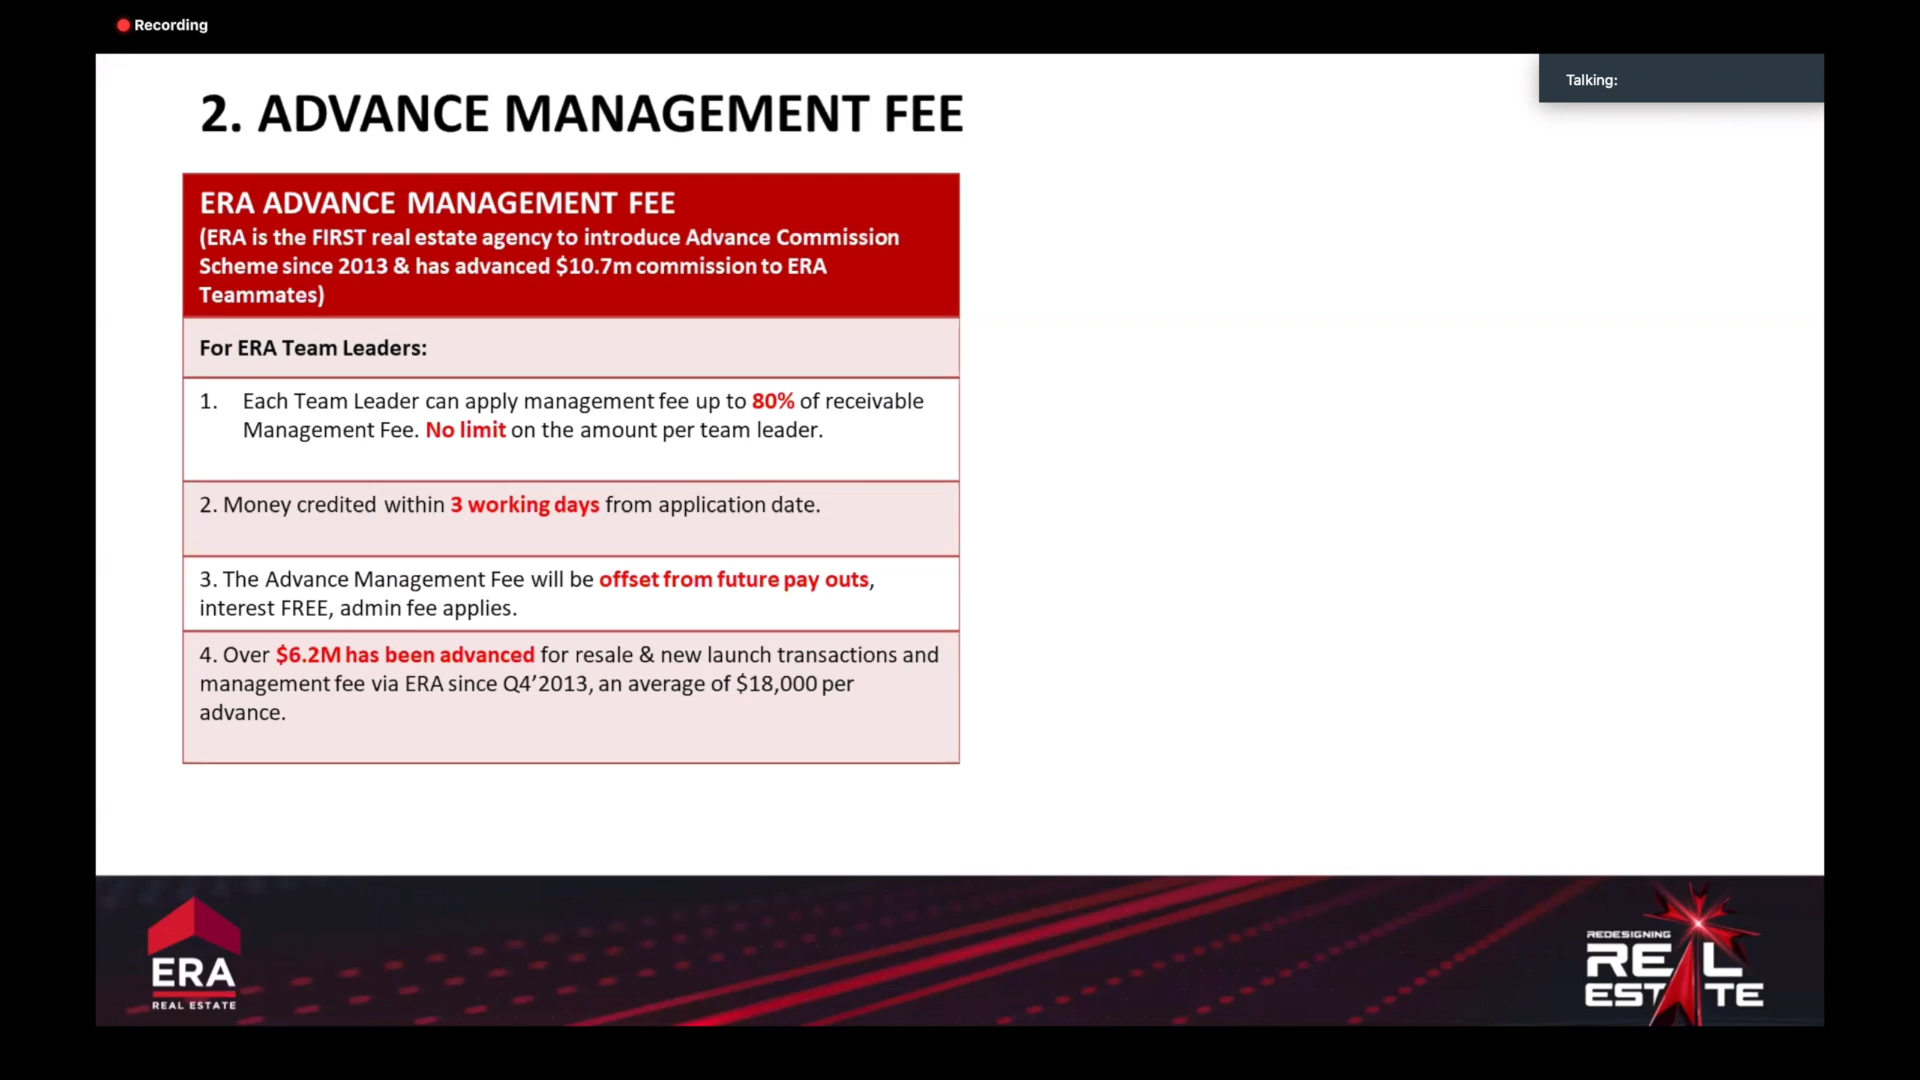 Recording
Talking:
2. ADVANCE MANAGEMENT FEE
ERA ADVANCE MANAGEMENT FEE
(ERA is the FIRST real estate agency to introduce Advance Commission
Scheme since 2013 & has advanced $10.7m commission to ERA
Teammates)
For ERA Team Leaders:
1. Each Team Leader can apply management fee up to 80% of receivable
Management Fee. No limit on the amount per team leader.
2. Money credited within 3 working days from application date.
3. The Advance Management Fee will be offset from future pay outs,
interest FREE, admin fee applies.
4. Over $6.2M has been advanced for resale & new launch transactions and
management fee via ERA since Q4’2013, an average of $18,000 per
advance.
ERA
REAL ESTATE
REDESIGNING
REAL
ESTATE